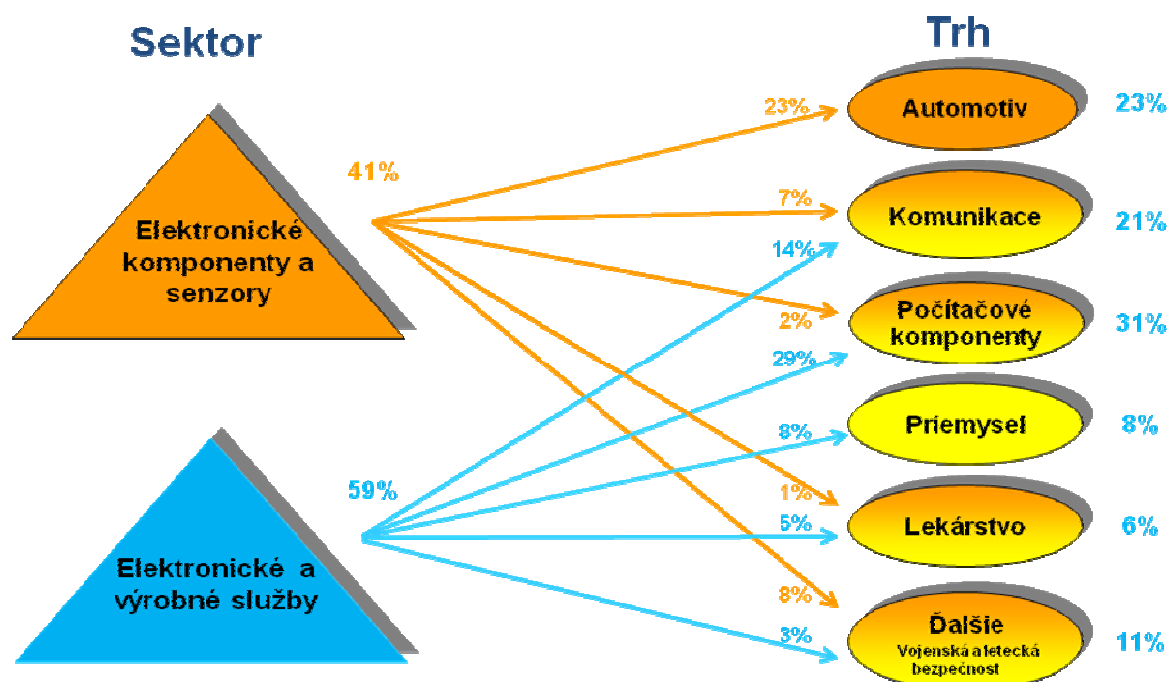 Sektor
Trh
41%
Elektronické
komponenty a
senzory
59%
Elektronické a
výrobné služby
23%
7%
14%
2%
29%
8%
1%
5%
8%
3%
Automotiv
23%
Komunikace
21%
Počítačové
komponenty
31%
Priemysel
8%
Lekárstvo
6%
Ďalšie
Vojenská a letecká
bezpečnost
11%